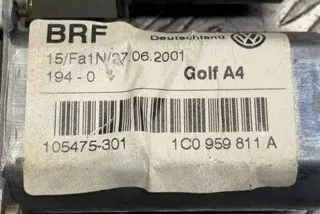 BRF Deutschland
15/Fa1N/27.06.2001
194-0 Golf A4
105475-301 1C0 959 811 A